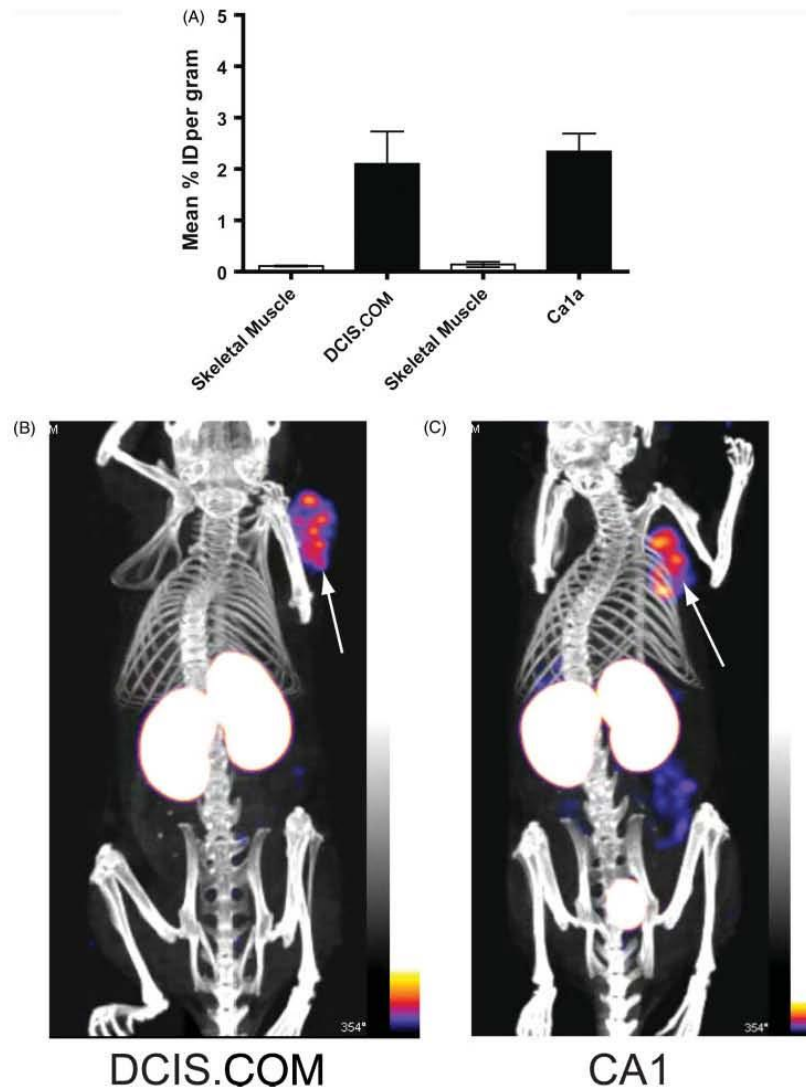 (A)
5
4
3
2
1
0
Mean % ID per gram
Skeletal Muscle
DCIS.COM
Skeletal Muscle
Ca1a
(B)
M
354°
DCIS.COM
(C)
M
354°
CA1